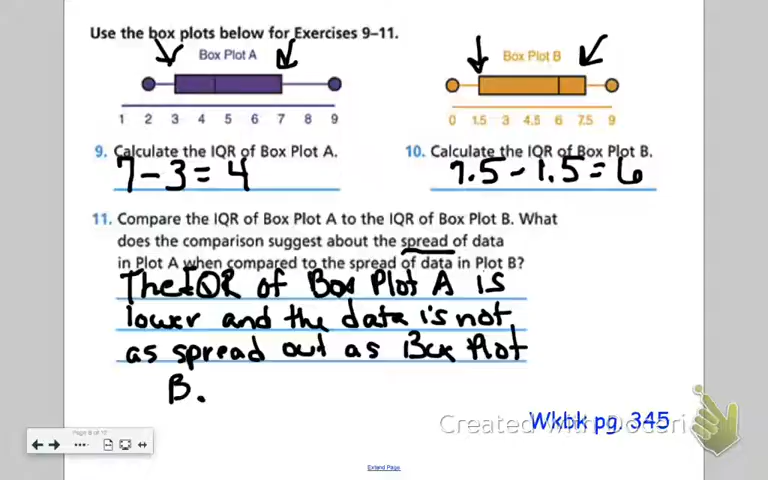 Use the box plots below for Exercises 9–11.
Box Plot A
Box Plot B
1 2 3 4 5 6 7 8 9
0 1.5 3 4.5 6 7.5 9
9. Calculate the IQR of Box Plot A.
10. Calculate the IQR of Box Plot B.
7-3=4
7.5-1.5=6
11. Compare the IQR of Box Plot A to the IQR of Box Plot B. What
does the comparison suggest about the spread of data
in Plot A when compared to the spread of data in Plot B?
The IQR of Box Plot A is
lower and the data is not
as spread out as Box Plot
B.
Wkbk pg. 345
Created with Doceri
Extend Page